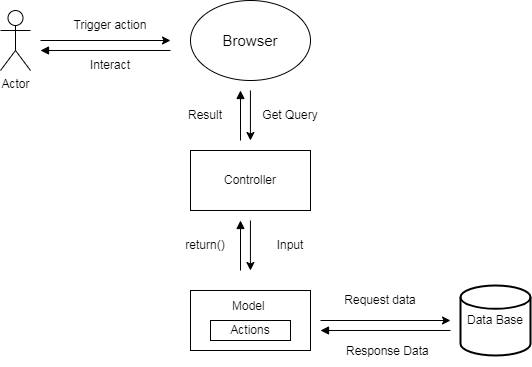 Trigger action
Browser
Interact
Actor
Result
Get Query
Controller
return()
Input
Model
Actions
Request data
Data Base
Response Data